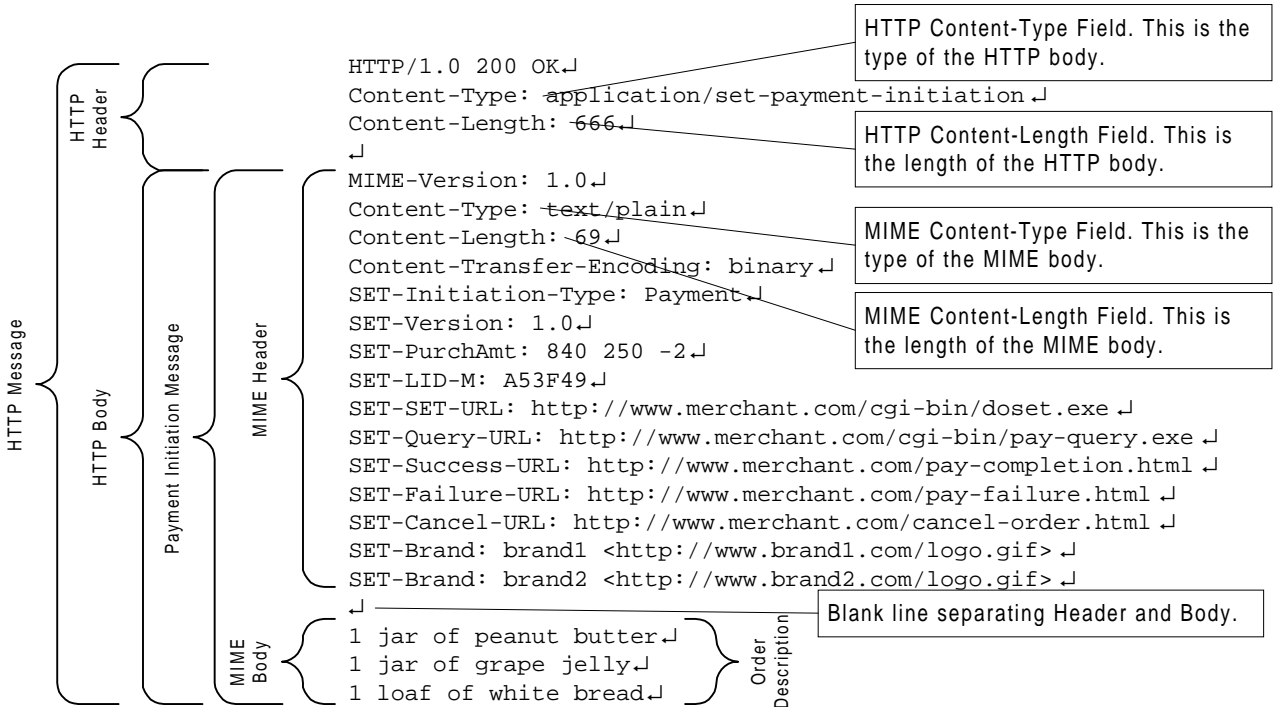 HTTP Content-Type Field. This is the
type of the HTTP body.
HTTP/1.0 200 OK↵
Content-Type: application/set-payment-initiation ↵
Content-Length: 666↵
↵
HTTP Content-Length Field. This is
the length of the HTTP body.
MIME-Version: 1.0↵
Content-Type: text/plain↵
Content-Length: 69↵
Content-Transfer-Encoding: binary↵
SET-Initiation-Type: Payment↵
SET-Version: 1.0↵
SET-PurchAmt: 840 250 -2↵
SET-LID-M: A53F49↵
SET-SET-URL: http://www.merchant.com/cgi-bin/doset.exe ↵
SET-Query-URL: http://www.merchant.com/cgi-bin/pay-query.exe ↵
SET-Success-URL: http://www.merchant.com/pay-completion.html ↵
SET-Failure-URL: http://www.merchant.com/pay-failure.html ↵
SET-Cancel-URL: http://www.merchant.com/cancel-order.html ↵
SET-Brand: brand1 <http://www.brand1.com/logo.gif> ↵
SET-Brand: brand2 <http://www.brand2.com/logo.gif> ↵
↵
MIME Content-Type Field. This is the
type of the MIME body.
MIME Content-Length Field. This is
the length of the MIME body.
Blank line separating Header and Body.
1 jar of peanut butter↵
1 jar of grape jelly↵
1 loaf of white bread↵
HTTP Message
HTTP
Header
HTTP Body
Payment Initiation Message
MIME Header
MIME
Body
Order
Description